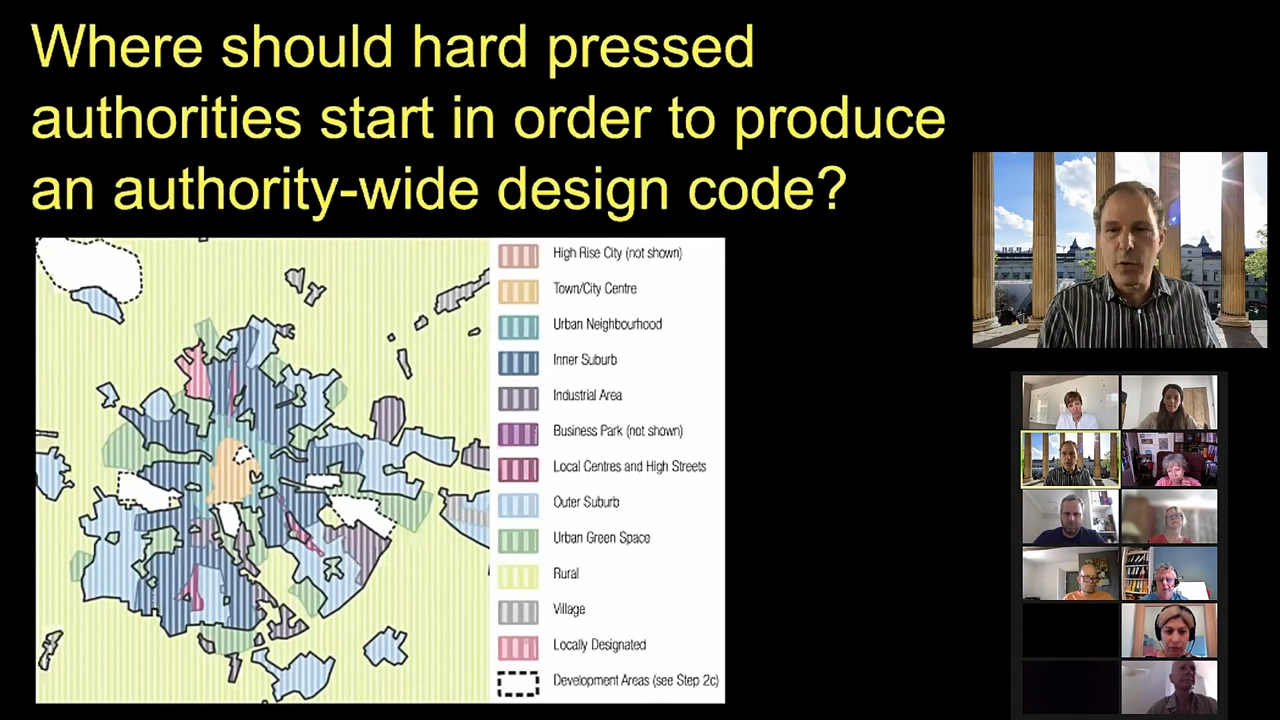 Where should hard pressed
authorities start in order to produce
an authority-wide design code?
High Rise City (not shown)
Town/City Centre
Urban Neighbourhood
Inner Suburb
Industrial Area
Business Park (not shown)
Local Centres and High Streets
Outer Suburb
Urban Green Space
Rural
Village
Locally Designated
Development Areas (see Step 2c)